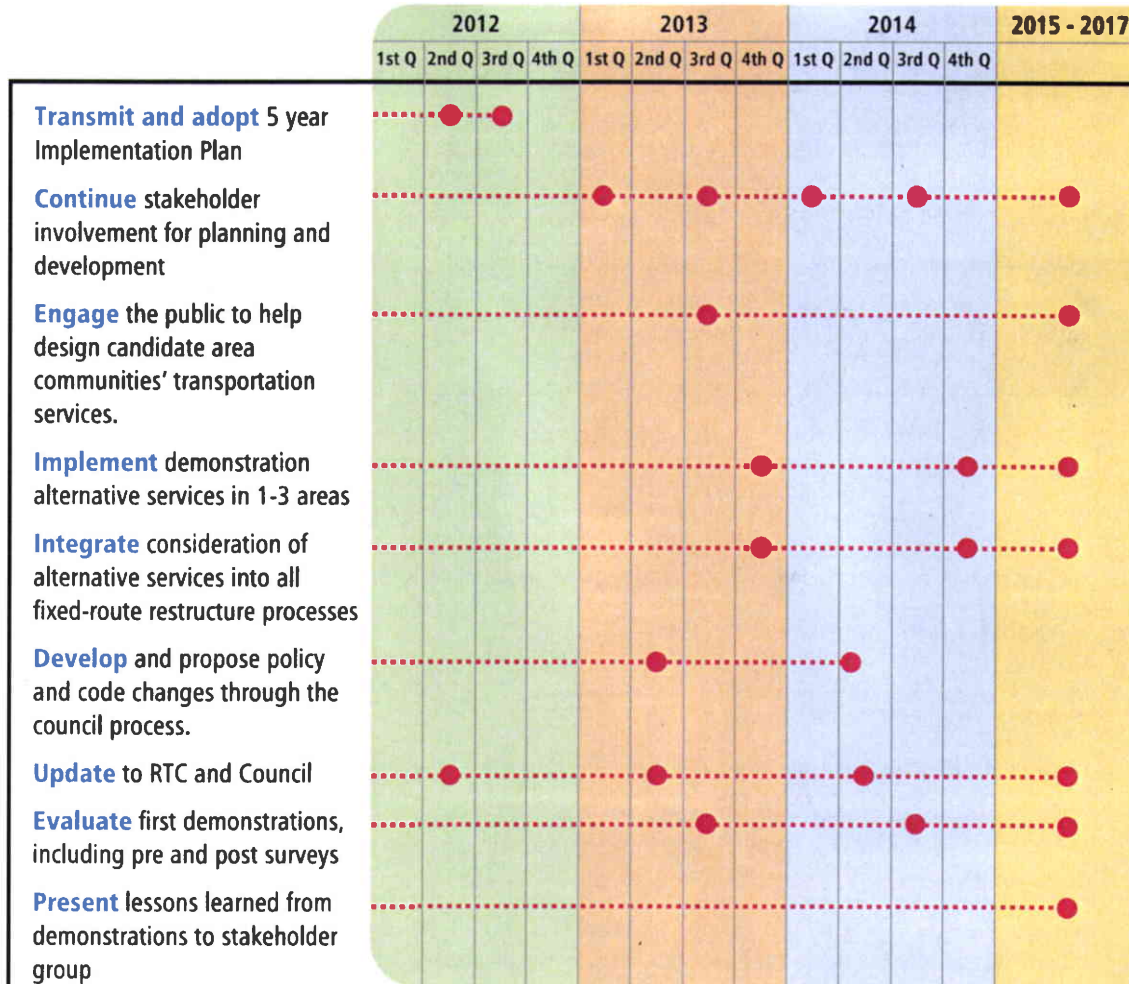 2012 2013 2014 2015 - 2017
1st Q 2nd Q 3rd Q 4th Q 1st Q 2nd Q 3rd Q 4th Q 1st Q 2nd Q 3rd Q 4th Q
Transmit and adopt 5 year
Implementation Plan
Continue stakeholder
involvement for planning and
development
Engage the public to help
design candidate area
communities' transportation
services.
Implement demonstration
alternative services in 1-3 areas
Integrate consideration of
alternative services into all
fixed-route restructure processes
Develop and propose policy
and code changes through the
council process.
Update to RTC and Council
Evaluate first demonstrations,
including pre and post surveys
Present lessons learned from
demonstrations to stakeholder
group